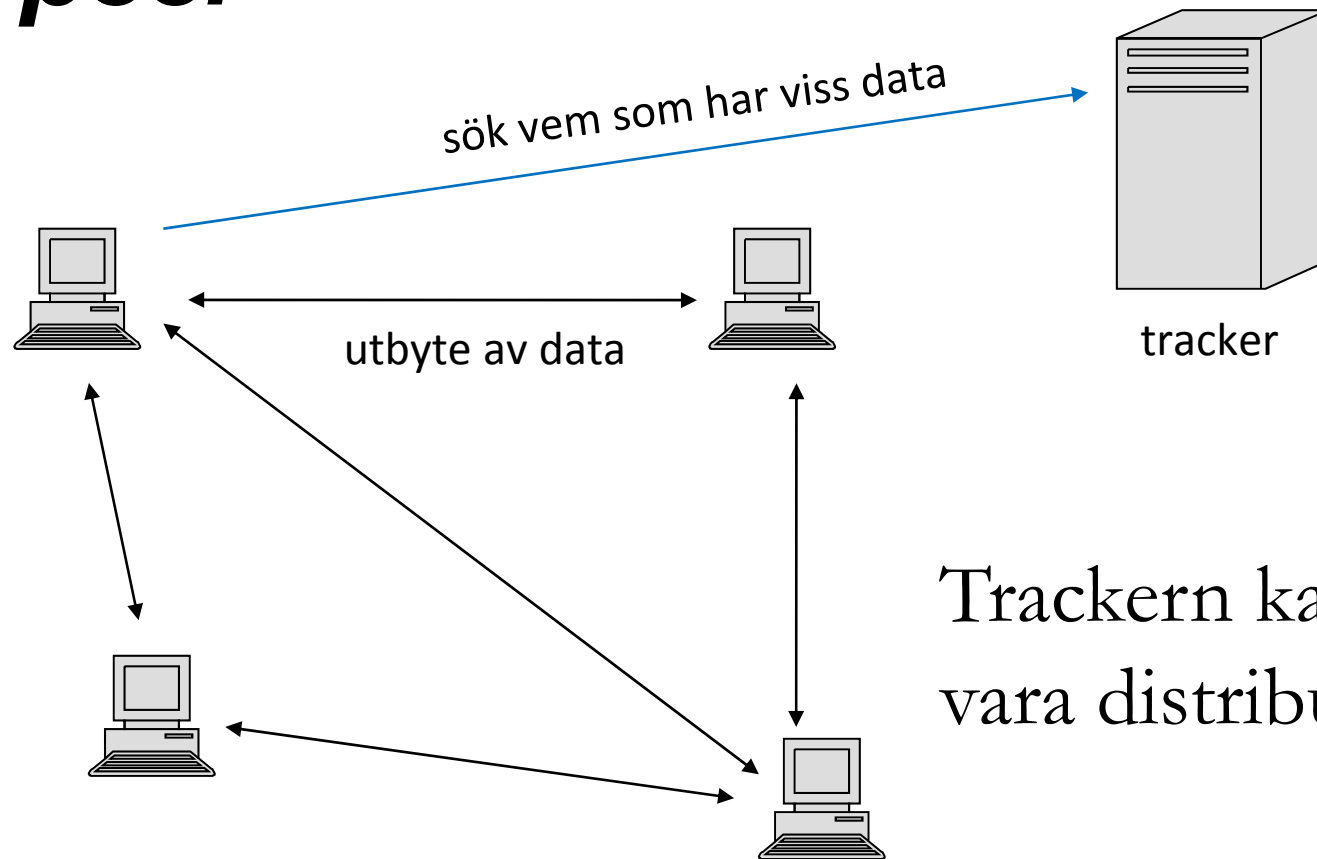 sök vem som har viss data
utbyte av data
tracker
Trackern
vara